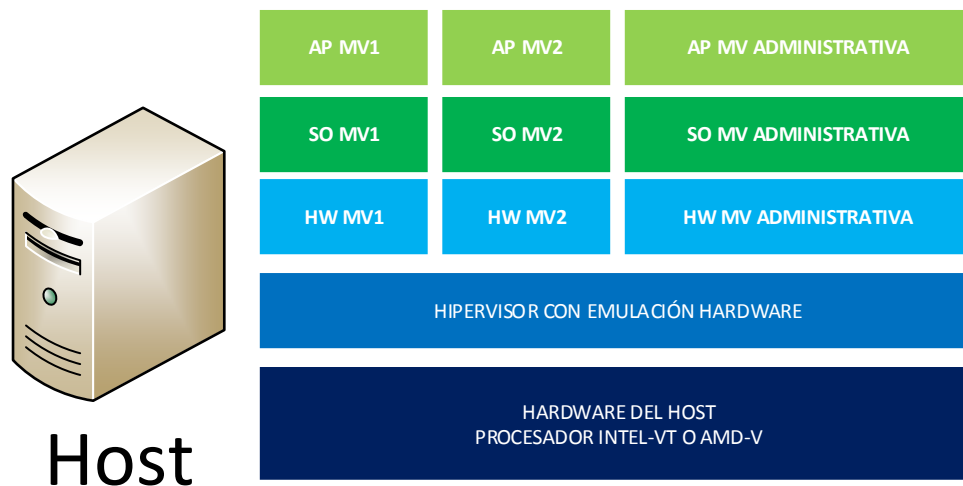 AP MV1
AP MV2
AP MV ADMINISTRATIVA
SO MV1
SO MV2
SO MV ADMINISTRATIVA
HW MV1
HW MV2
HW MV ADMINISTRATIVA
HIPERVISOR CON EMULACIÓN HARDWARE
HARDWARE DEL HOST
PROCESADOR INTEL-VT O AMD-V
Host